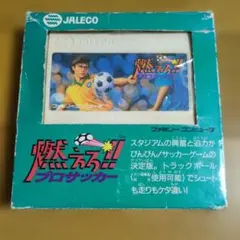 JALECO
燃えろ!!
ファミリーコンピュータ
燃えろ!!
プロサッカー
スタジアムの興奮と迫力が
びんびん!サッカーゲームの
決定版。トラックボール
使用可能/でシュート
も走りもケタ違い!